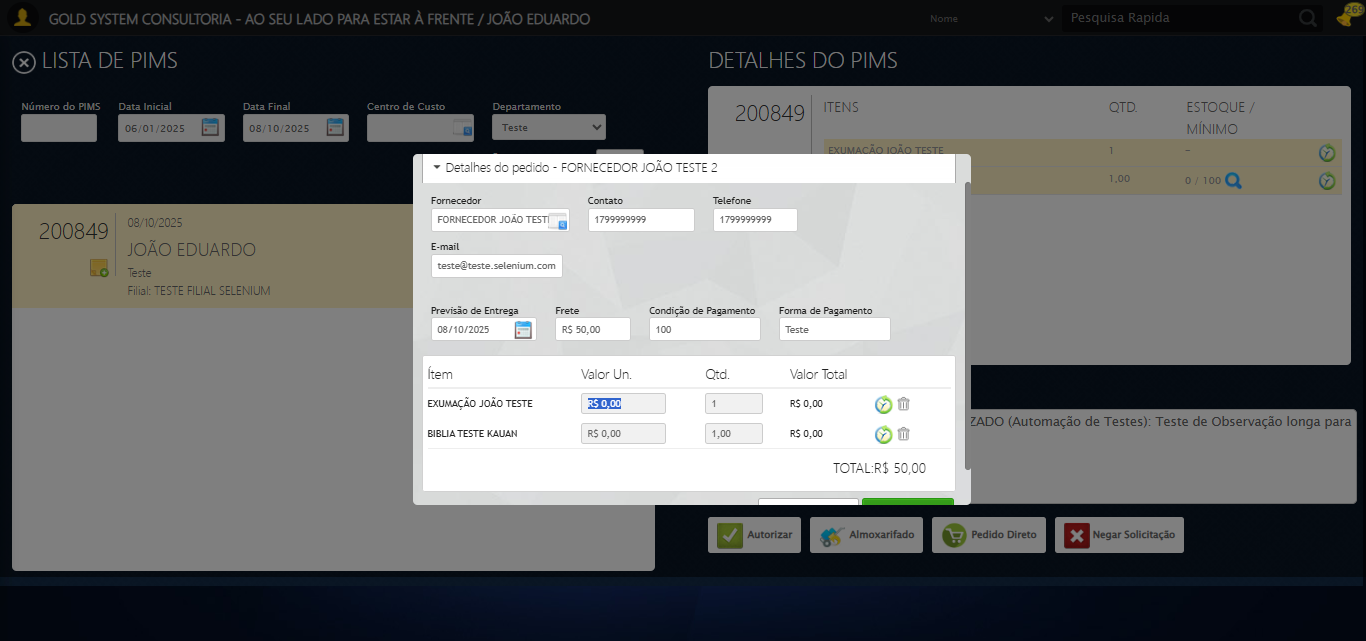 GOLD SYSTEM CONSULTORIA - AO SEU LADO PARA ESTAR À FRENTE / JOÃO EDUARDO
Nome
Pesquisa Rapida
269
LISTA DE PIMS
Número do PIMS
Data Inicial
Data Final
Centro de Custo
Departamento
06/01/2025
08/10/2025
Teste
200849
08/10/2025
JOÃO EDUARDO
Teste
Filial: TESTE FILIAL SELENIUM
DETALHES DO PIMS
200849
ITENS
QTD.
ESTOQUE /
MÍNIMO
EXUMAÇÃO JOÃO TESTE
1
–
1,00
0 / 100
Detalhes do pedido - FORNECEDOR JOÃO TESTE 2
Fornecedor
Contato
Telefone
FORNECEDOR JOÃO TEST
1799999999
1799999999
E-mail
teste@teste.selenium.com
Previsão de Entrega
Frete
Condição de Pagamento
Forma de Pagamento
08/10/2025
R$ 50,00
100
Teste
Ítem
Valor Un.
Qtd.
Valor Total
EXUMAÇÃO JOÃO TESTE
R$ 0,00
1
R$ 0,00
BIBLIA TESTE KAUAN
R$ 0,00
1,00
R$ 0,00
TOTAL:R$ 50,00
ZADO (Automação de Testes): Teste de Observação longa para
Autorizar
Almoxarifado
Pedido Direto
Negar Solicitação